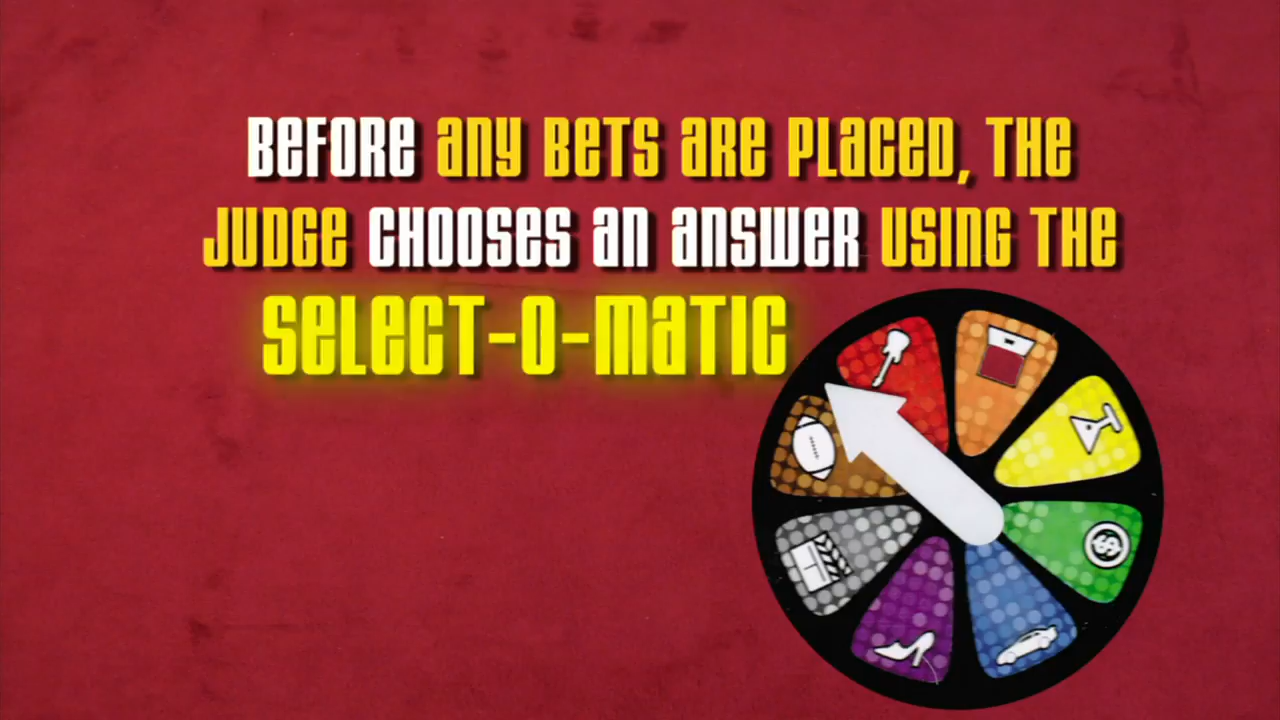 BEFORE ANY BETS ARE PLACED, THE
JUDGE CHOOSES AN ANSWER USING THE
SELECT-O-MATIC
$